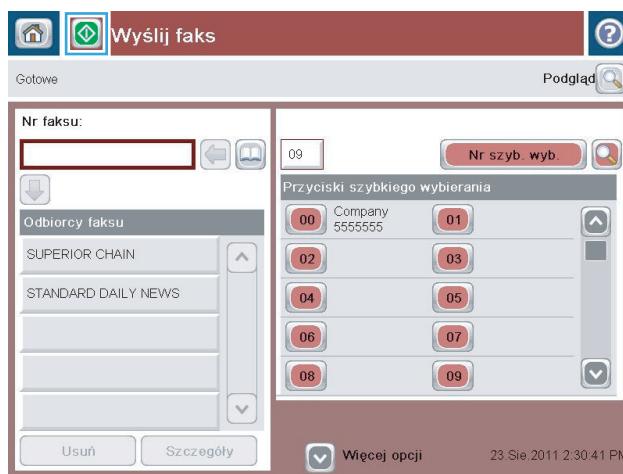 Wyślij faks
?
Gotowe
Podgląd
Nr faksu:
09
Nr szyb. wyb.
Przyciski szybkiego wybierania
Odbiorcy faksu
SUPERIOR CHAIN
STANDARD DAILY NEWS
00 Company 01
5555555
02 03
04 05
06 07
08 09
Usuń Szczegóły
Więcej opcji
23.Sie.2011 2:30:41 PM